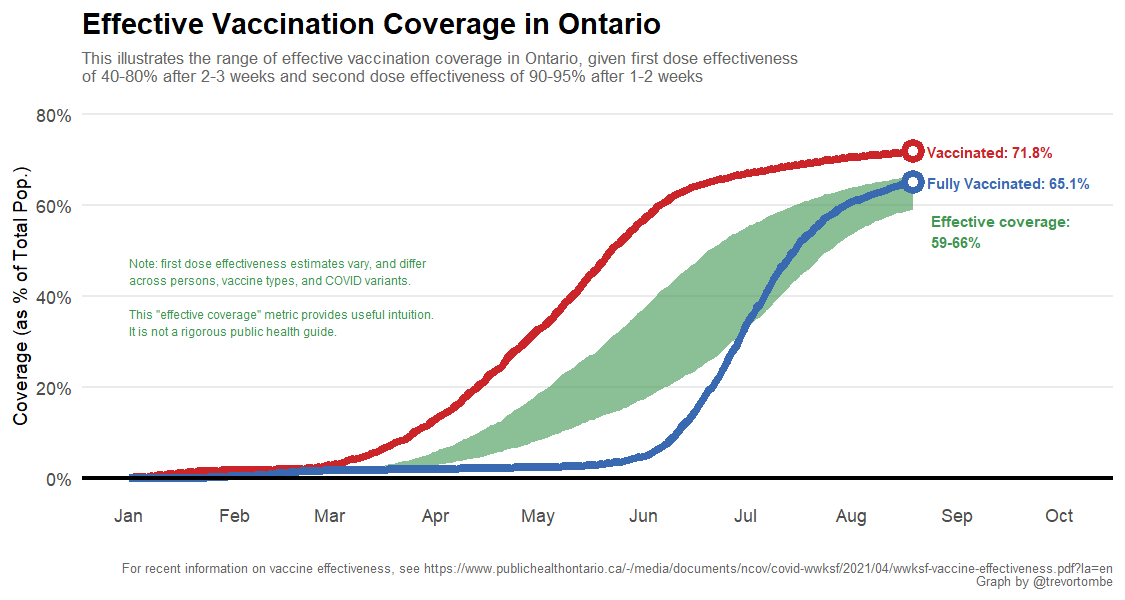 Effective Vaccination Coverage in Ontario
This illustrates the range of effective vaccination coverage in Ontario, given first dose effectiveness
of 40-80% after 2-3 weeks and second dose effectiveness of 90-95% after 1-2 weeks
Coverage (as % of Total Pop.)
80%
60%
40%
20%
0%
Vaccinated: 71.8%
Fully Vaccinated: 65.1%
Effective coverage:
59-66%
Note: first dose effectiveness estimates vary, and differ
across persons, vaccine types, and COVID variants.
This "effective coverage" metric provides useful intuition.
It is not a rigorous public health guide.
Jan Feb Mar Apr May Jun Jul Aug Sep Oct
For recent information on vaccine effectiveness, see https://www.publichealthontario.ca/-/media/documents/ncov/covid-wwksf/2021/04/wwksf-vaccine-effectiveness.pdf?la=en
Graph by @trevortombe